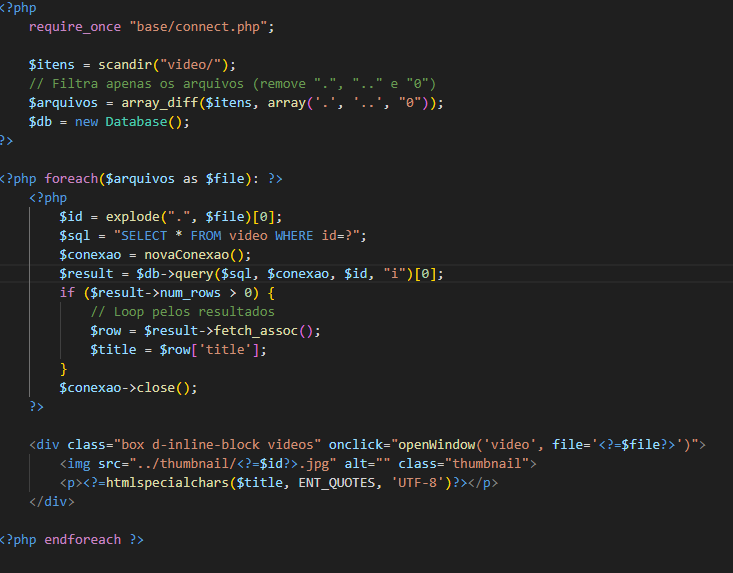 <?php
    require_once "base/connect.php";

    $itens = scandir("video/");
    // Filtra apenas os arquivos (remove ".", ".." e "0")
    $arquivos = array_diff($itens, array('.', '..', "0"));
    $db = new Database();
?>

<?php foreach($arquivos as $file): ?>
    <?php
        $id = explode(".", $file)[0];
        $sql = "SELECT * FROM video WHERE id=?";
        $conexao = novaConexao();
        $result = $db->query($sql, $conexao, $id, "i")[0];
        if ($result->num_rows > 0) {
            // Loop pelos resultados
            $row = $result->fetch_assoc();
            $title = $row['title'];
        }
        $conexao->close();
    ?>

    <div class="box d-inline-block videos" onclick="openWindow('video', file='<?=$file?>')">
        <img src="../thumbnail/<?=$id?>.jpg" alt="" class="thumbnail">
        <p><?=htmlspecialchars($title, ENT_QUOTES, 'UTF-8')?></p>
    </div>

<?php endforeach ?>